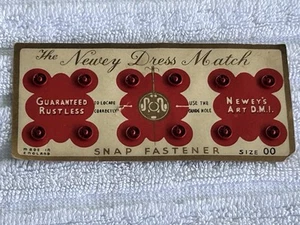 The Newey Dress Match
GUARANTEED
RUSTLESS
TO LOCATE
CORRECTLY
USE THE
GUIDE HOLE
NEWEY'S
ART D.M.I.
MADE IN
ENGLAND
SNAP FASTENER
SIZE 00